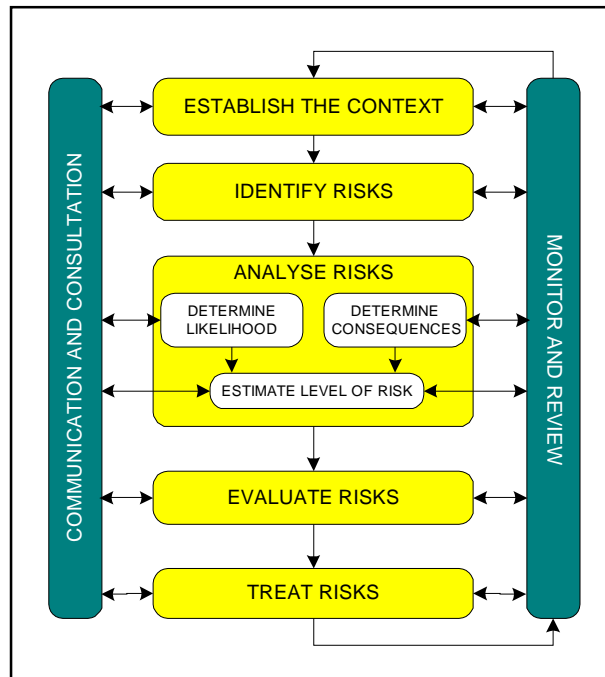 ESTABLISH THE CONTEXT
IDENTIFY RISKS
ANALYSE RISKS
DETERMINE
LIKELIHOOD
DETERMINE
CONSEQUENCES
ESTIMATE LEVEL OF RISK
EVALUATE RISKS
TREAT RISKS
COMMUNICATION AND CONSULTATION
MONITOR AND REVIEW